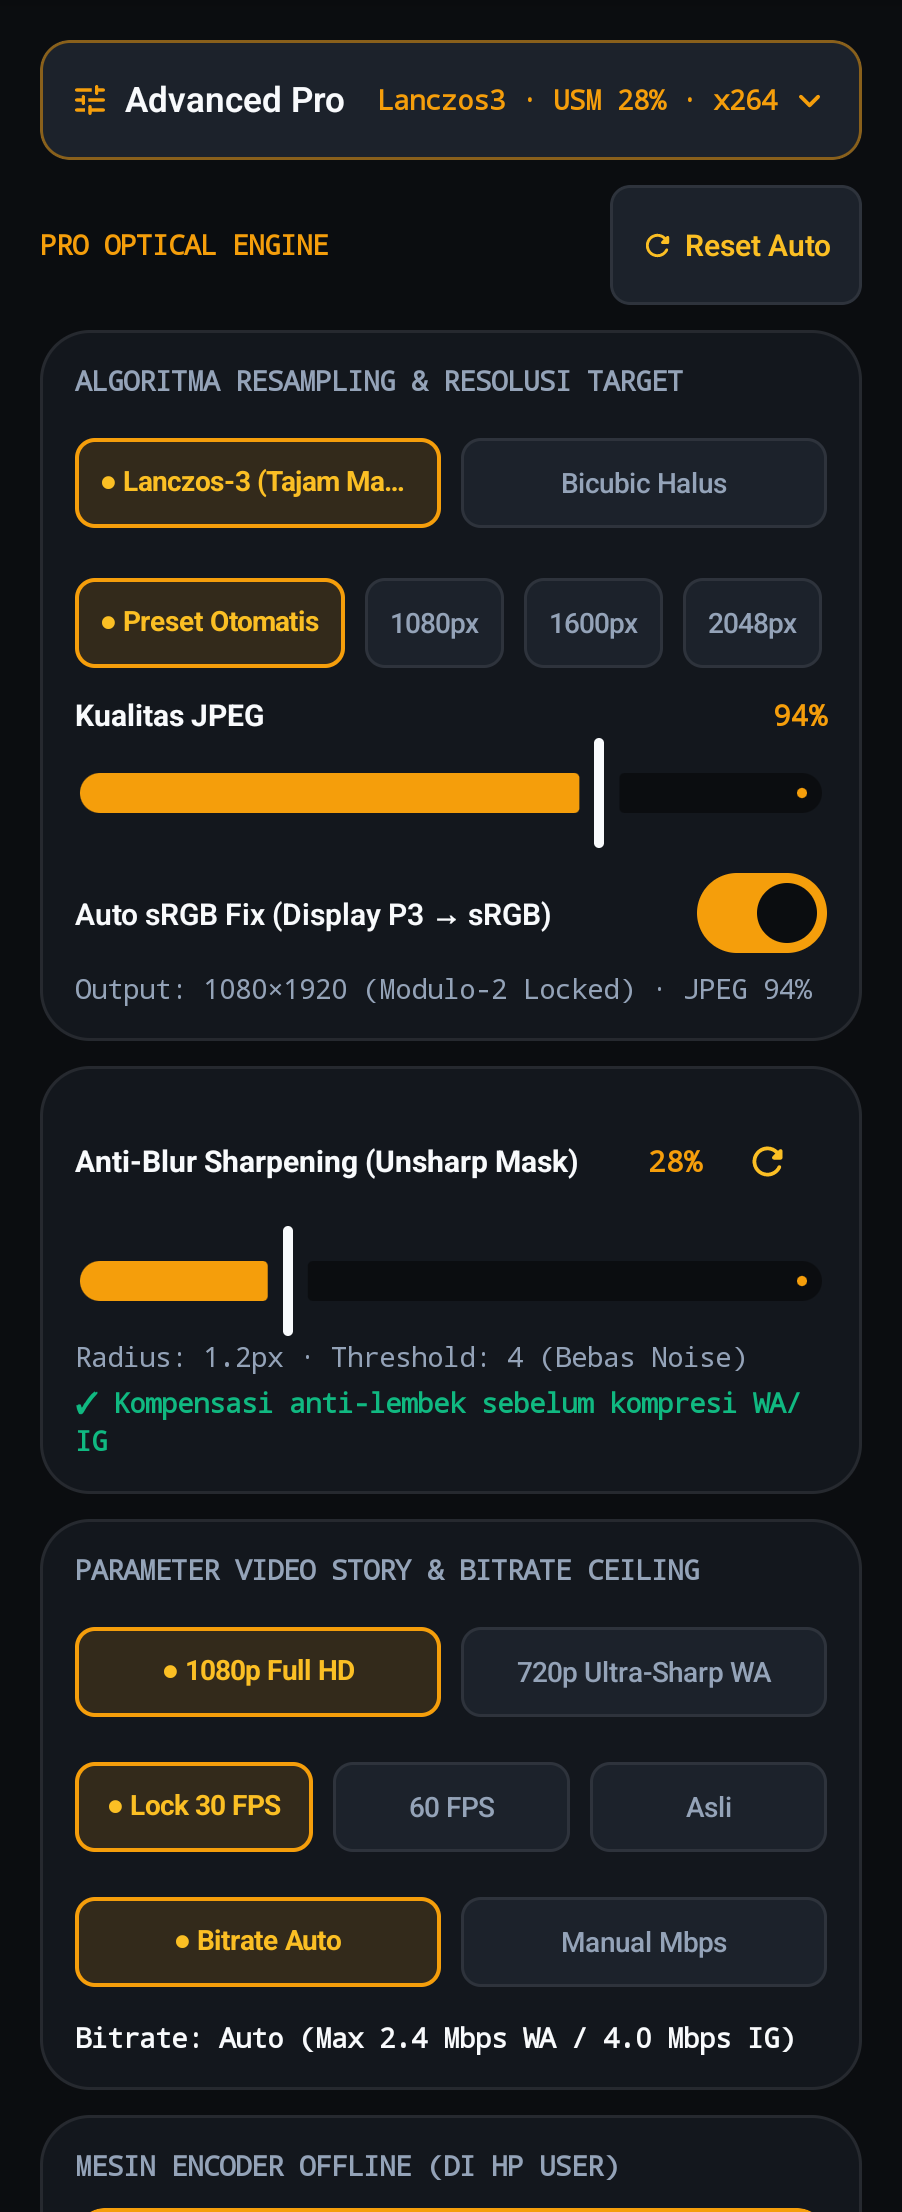 Advanced Pro Lanczos3 · USM 28% · x264
PRO OPTICAL ENGINE
Reset Auto
ALGORITMA RESAMPLING & RESOLUSI TARGET
• Lanczos-3 (Tajam Ma...
Bicubic Halus
• Preset Otomatis
1080px
1600px
2048px
Kualitas JPEG 94%
Auto sRGB Fix (Display P3 → sRGB)
Output: 1080×1920 (Modulo-2 Locked) · JPEG 94%
Anti-Blur Sharpening (Unsharp Mask) 28%
Radius: 1.2px · Threshold: 4 (Bebas Noise)
✓ Kompensasi anti-lembek sebelum kompresi WA/
IG
PARAMETER VIDEO STORY & BITRATE CEILING
• 1080p Full HD
720p Ultra-Sharp WA
• Lock 30 FPS
60 FPS
Asli
• Bitrate Auto
Manual Mbps
Bitrate: Auto (Max 2.4 Mbps WA / 4.0 Mbps IG)
MESIN ENCODER OFFLINE (DI HP USER)